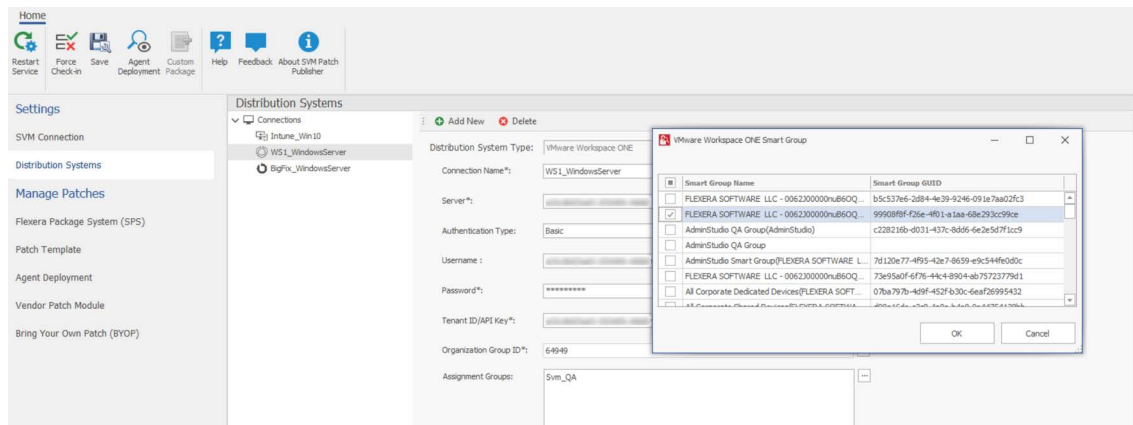 Home
Restart Service
Force Check-in
Save
Agent Deployment
Custom Package
Help
Feedback
About SVM Patch Publisher
Settings
SVM Connection
Distribution Systems
Manage Patches
Flexera Package System (SPS)
Patch Template
Agent Deployment
Vendor Patch Module
Bring Your Own Patch (BYOP)
Distribution Systems
Connections
Intune_Win10
WS1_WindowsServer
BigFix_WindowsServer
Add New Delete
Distribution System Type: VMware Workspace ONE
Connection Name*: WS1_WindowsServer
Server*:
Authentication Type: Basic
Username :
Password*: *********
Tenant ID/API Key*:
Organization Group ID*: 64949
Assignment Groups: Svm_QA
...
VMware Workspace ONE Smart Group
Smart Group Name Smart Group GUID
FLEXERA SOFTWARE LLC - 0062J00000nuB6OQ... b5c537e6-2d84-4e39-9246-091e7aa02fc3
FLEXERA SOFTWARE LLC - 0062J00000nuB6OQ... 99908f8f-f26e-4f01-a1aa-68e293cc99ce
AdminStudio QA Group(AdminStudio) c228216b-d031-437c-8dd6-6e2e5d7f1cc9
AdminStudio QA Group
AdminStudio Smart Group(FLEXERA SOFTWARE L... 7d120e77-4f95-42e7-8659-e9c544fe0d0c
FLEXERA SOFTWARE LLC - 0062J00000nuB6OQ... 73e95a0f-6f76-44c4-8904-ab75723779d1
All Corporate Dedicated Devices(FLEXERA SOFT... 07ba797b-4d9f-452f-b30c-6eaf26995432
OK Cancel